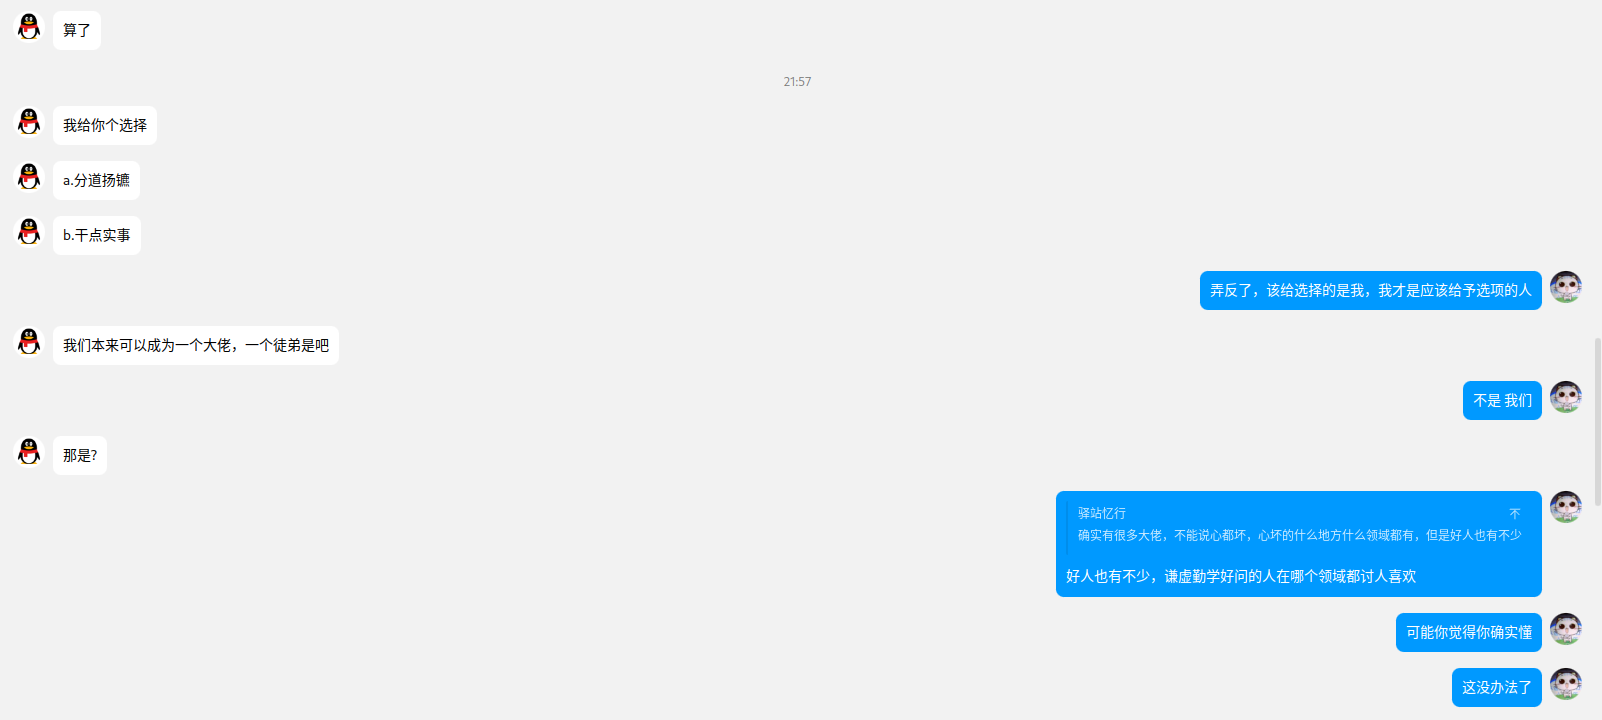 算了
21:57
我给你个选择
a.分道扬镳
b.干点实事
弄反了，该给选择的是我，我才是应该给予选项的人
我们本来可以成为一个大佬，一个徒弟是吧
不是 我们
那是?
驿站忆行 不
确实有很多大佬，不能说心都坏，心坏的什么地方什么领域都有，但是好人也有不少
好人也有不少，谦虚勤学好问的人在哪个领域都讨人喜欢
可能你觉得你确实懂
这没办法了